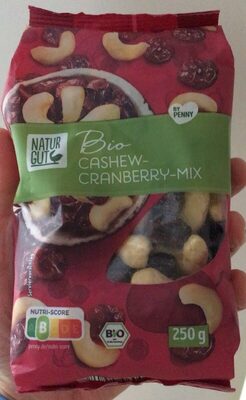 BY
PENNY
NATUR
GUT
Bio
CASHEW-
CRANBERRY-MIX
NUTRI-SCORE
B D E
BIO
250 g